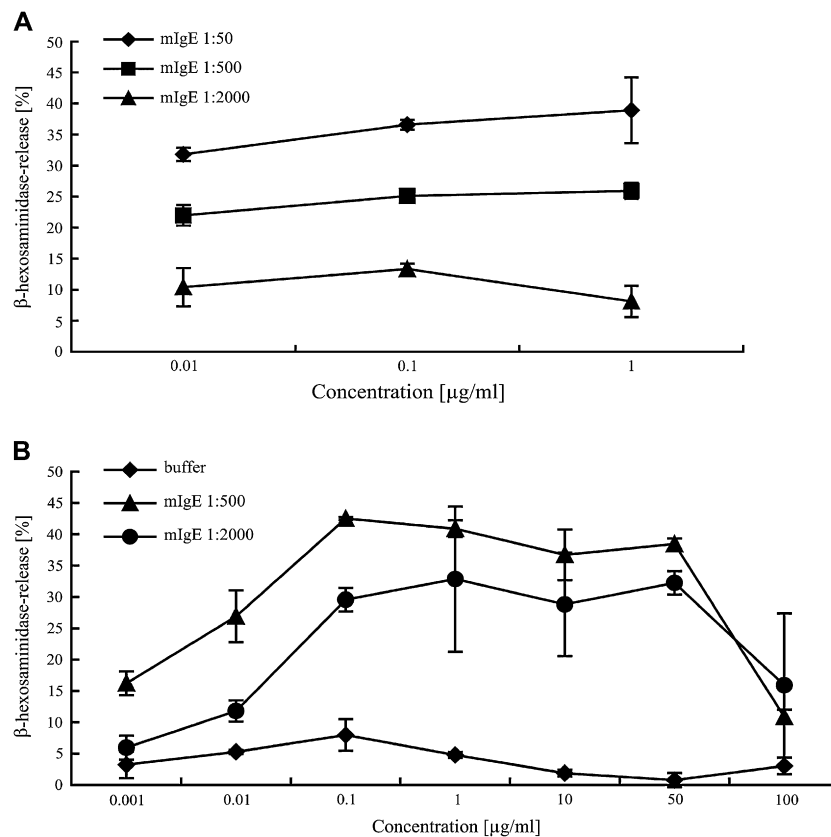 A
mIgE 1:50
mIgE 1:500
mIgE 1:2000
β-hexosaminidase-release [%]
50
45
40
35
30
25
20
15
10
5
0
0.01 0.1 1
Concentration [µg/ml]
B
buffer
mIgE 1:500
mIgE 1:2000
β-hexosaminidase-release [%]
50
45
40
35
30
25
20
15
10
5
0
0.001 0.01 0.1 1 10 50 100
Concentration [µg/ml]